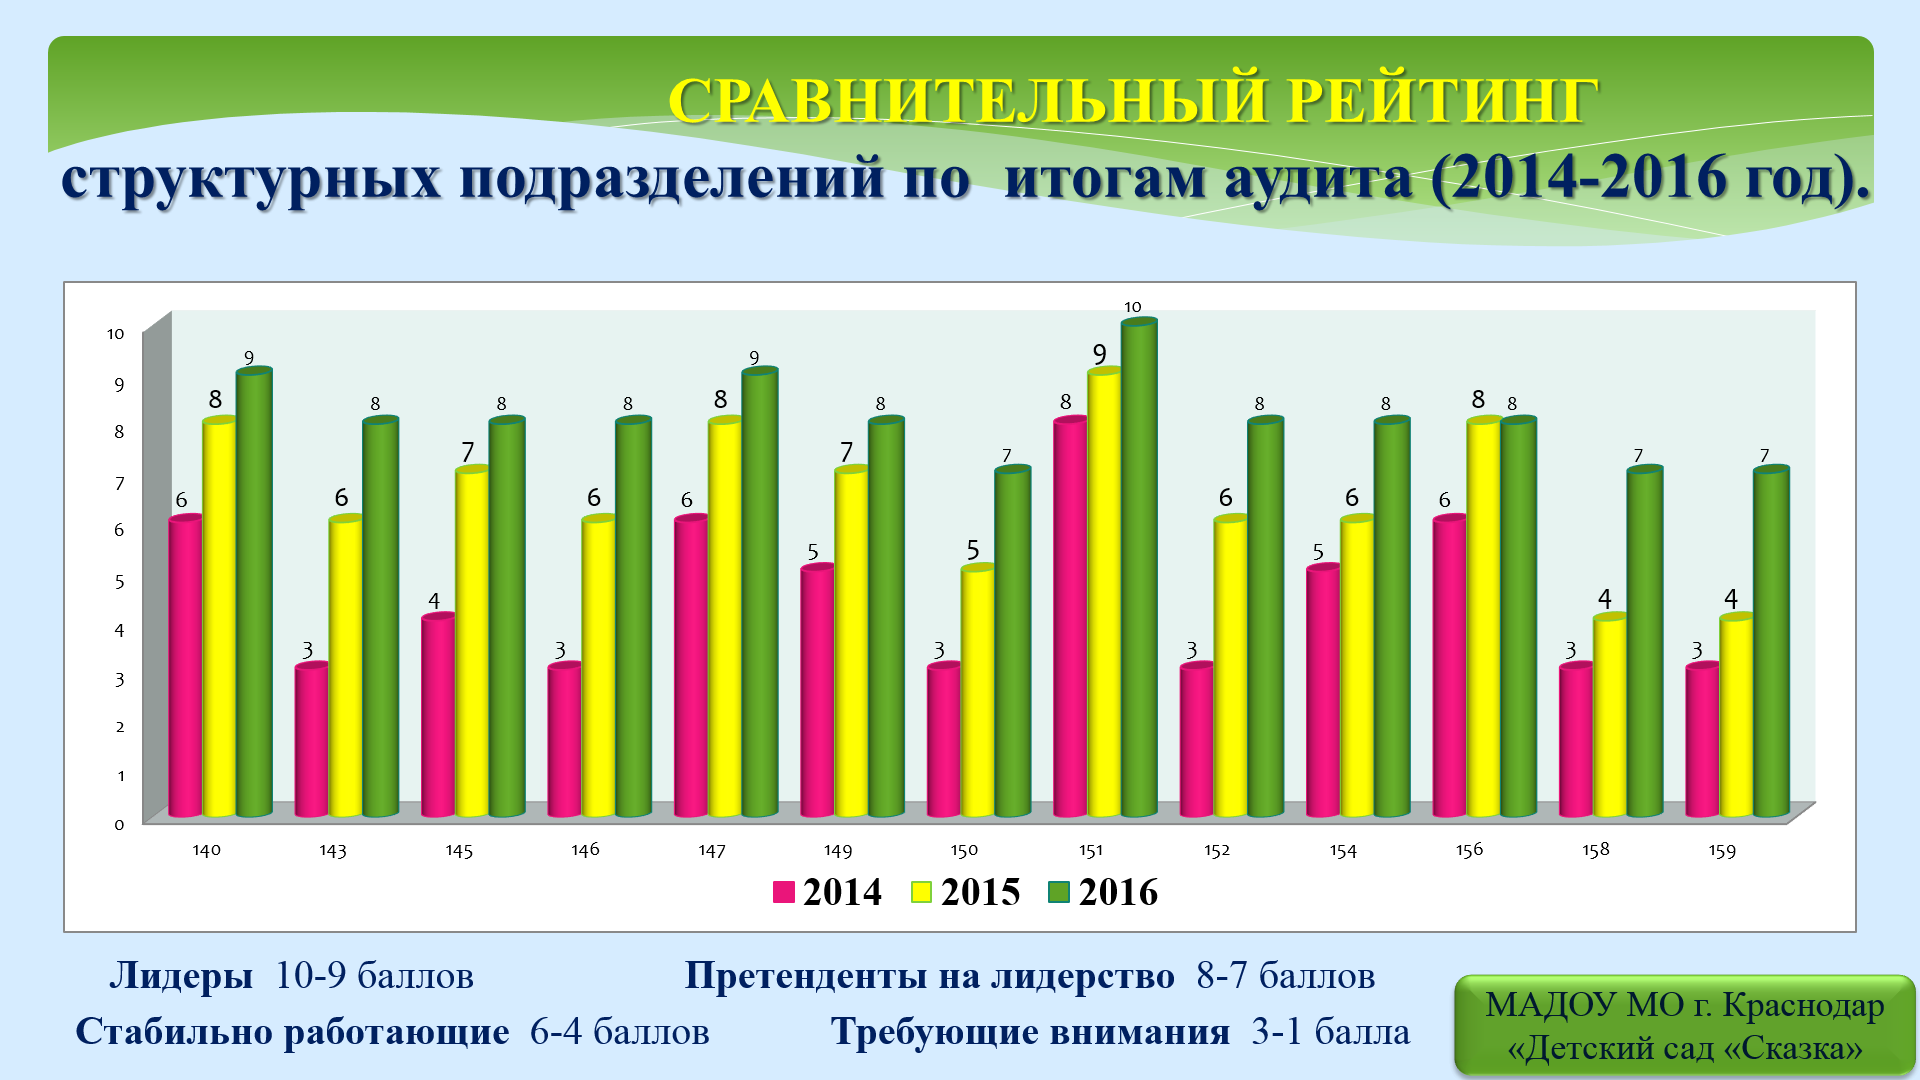 СРАВНИТЕЛЬНЫЙ РЕЙТИНГ
структурных подразделений по итогам аудита (2014-2016 год).
10
9
8
7
6
5
4
3
2
1
0
6 8 9
3 6 8
4 7 8
3 6 8
6 8 9
5 7 8
3 5 7
8 9 10
3 6 8
5 6 8
6 8 8
3 4 7
3 4 7
140 143 145 146 147 149 150 151 152 154 156 158 159
2014 2015 2016
Лидеры 10-9 баллов Претенденты на лидерство 8-7 баллов
Стабильно работающие 6-4 баллов Требующие внимания 3-1 балла
МАДОУ МО г. Краснодар
«Детский сад «Сказка»